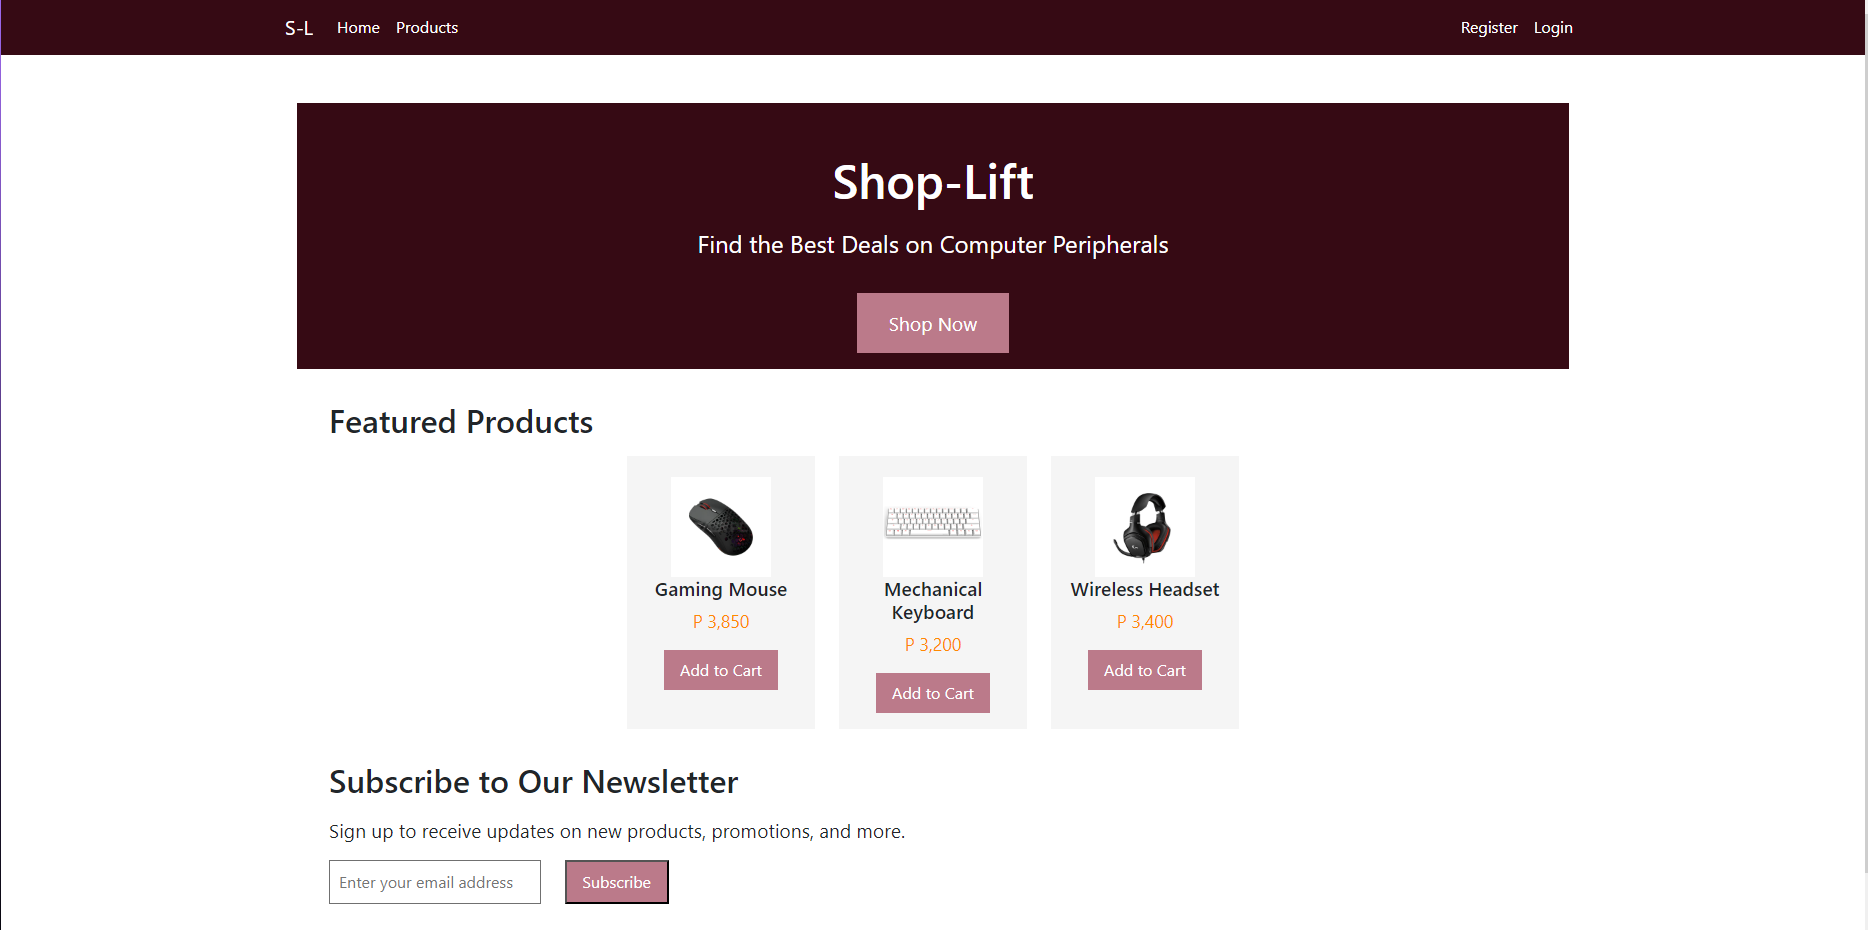 S-L Home Products Register Login
Shop-Lift
Find the Best Deals on Computer Peripherals
Shop Now
Featured Products
Gaming Mouse
P 3,850
Add to Cart
Mechanical
Keyboard
P 3,200
Add to Cart
Wireless Headset
P 3,400
Add to Cart
Subscribe to Our Newsletter
Sign up to receive updates on new products, promotions, and more.
Enter your email address Subscribe